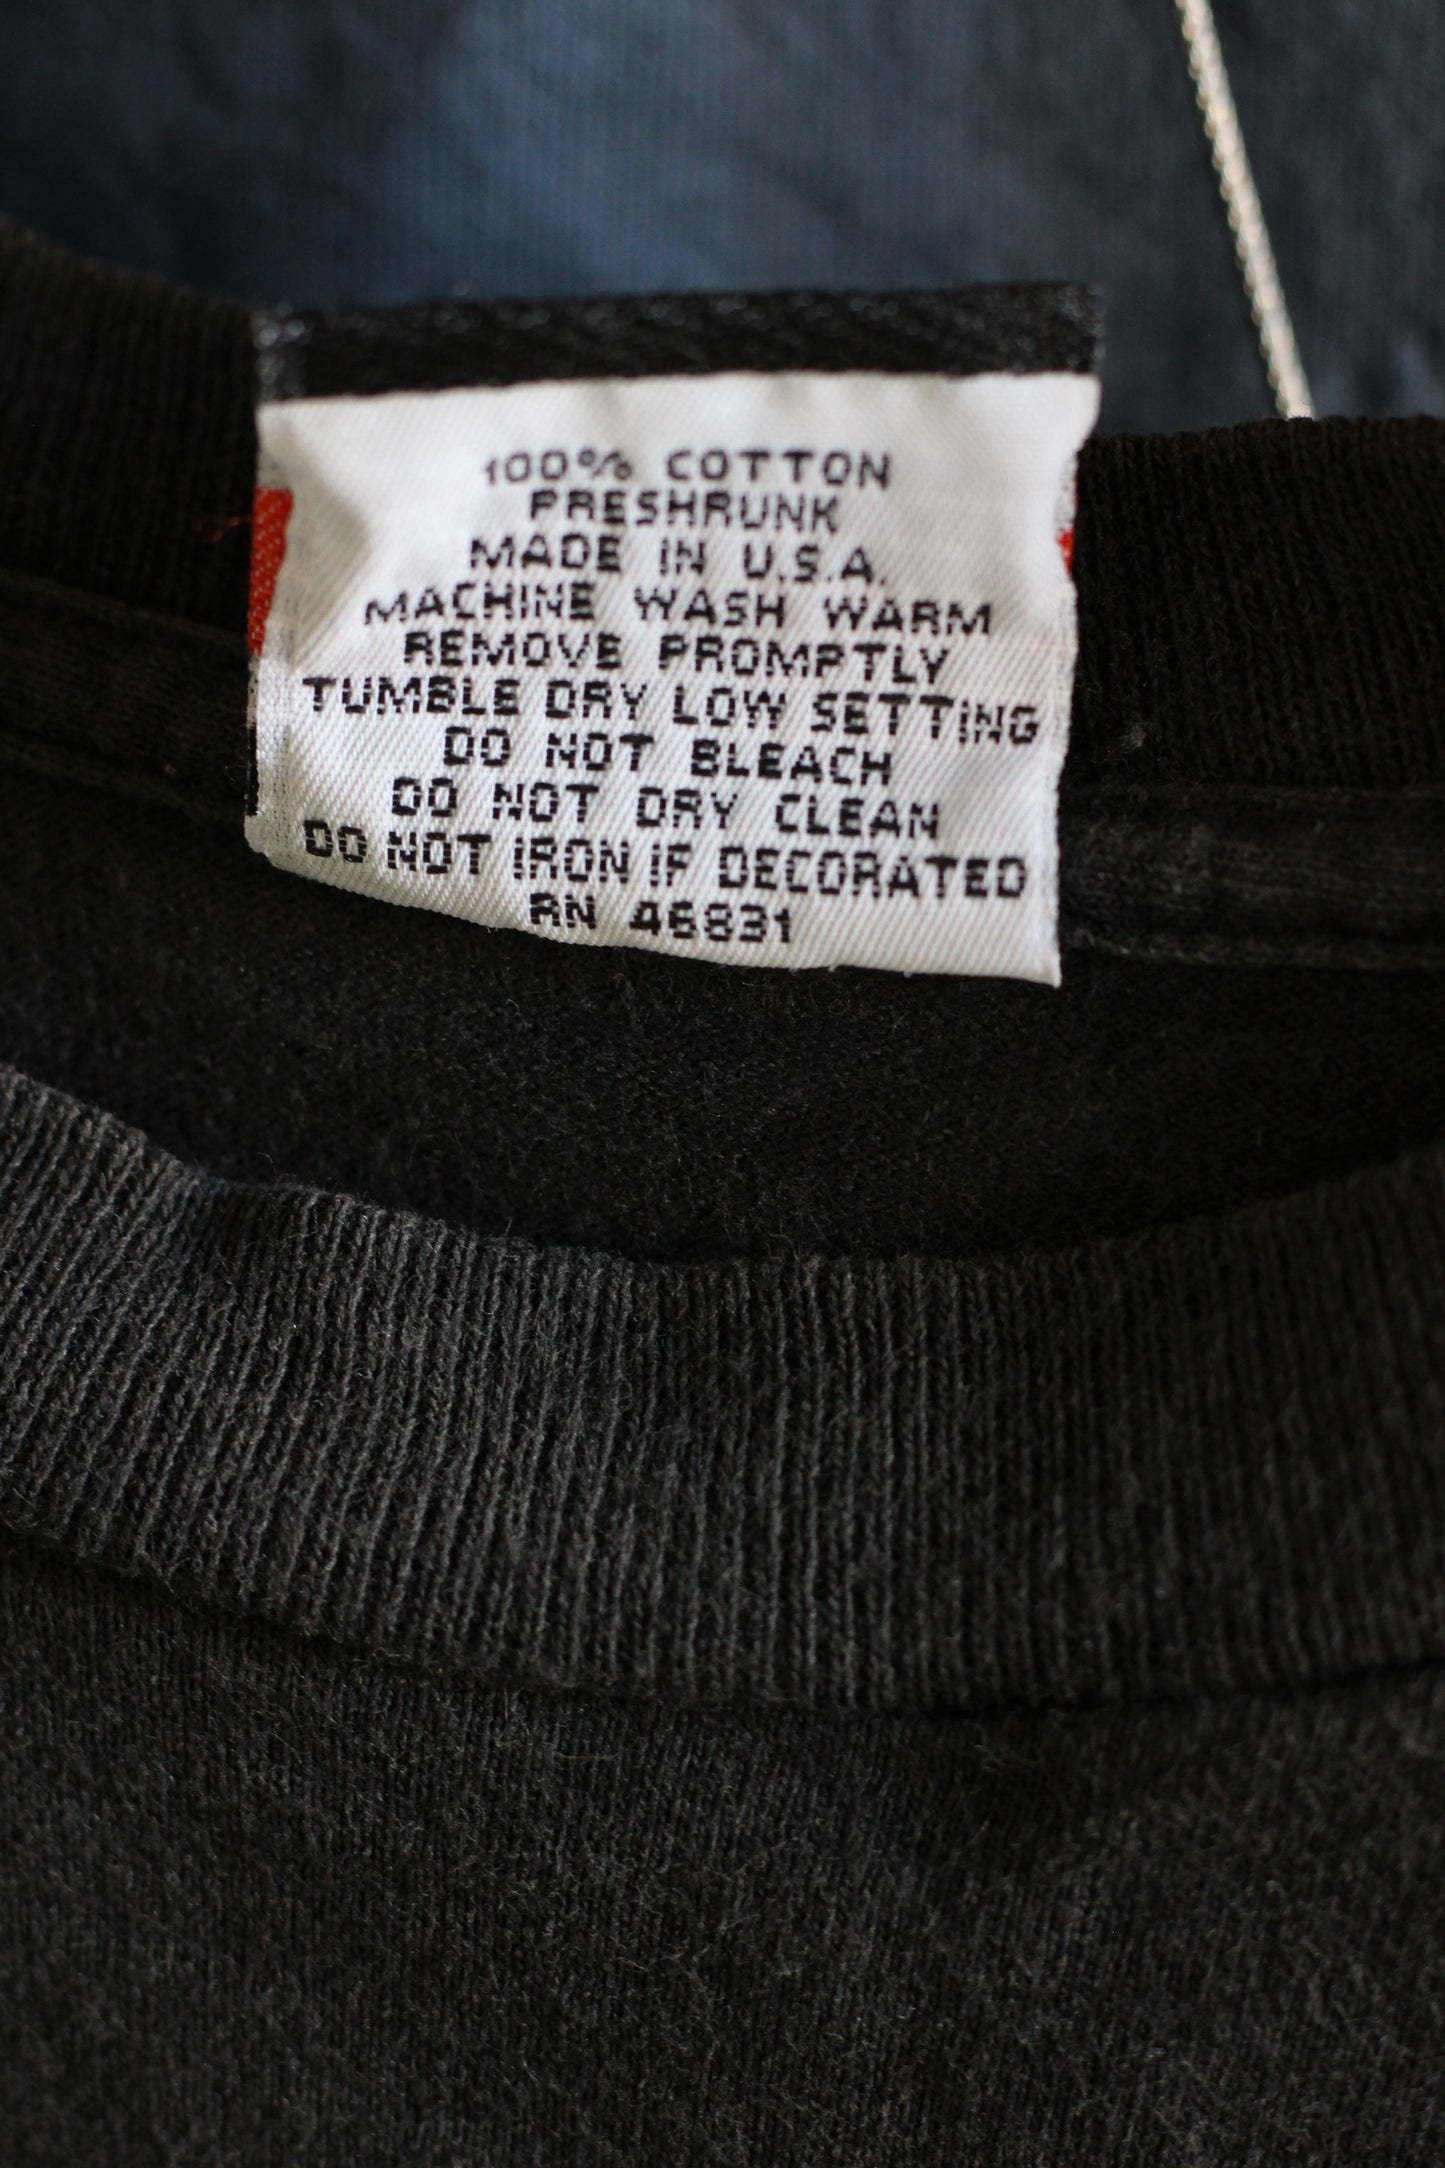 100% COTTON
PRESHRUNK
MADE IN U.S.A.
MACHINE WASH WARM
REMOVE PROMPTLY
TUMBLE DRY LOW SETTING
DO NOT BLEACH
DO NOT DRY CLEAN
DO NOT IRON IF DECORATED
RN 46831